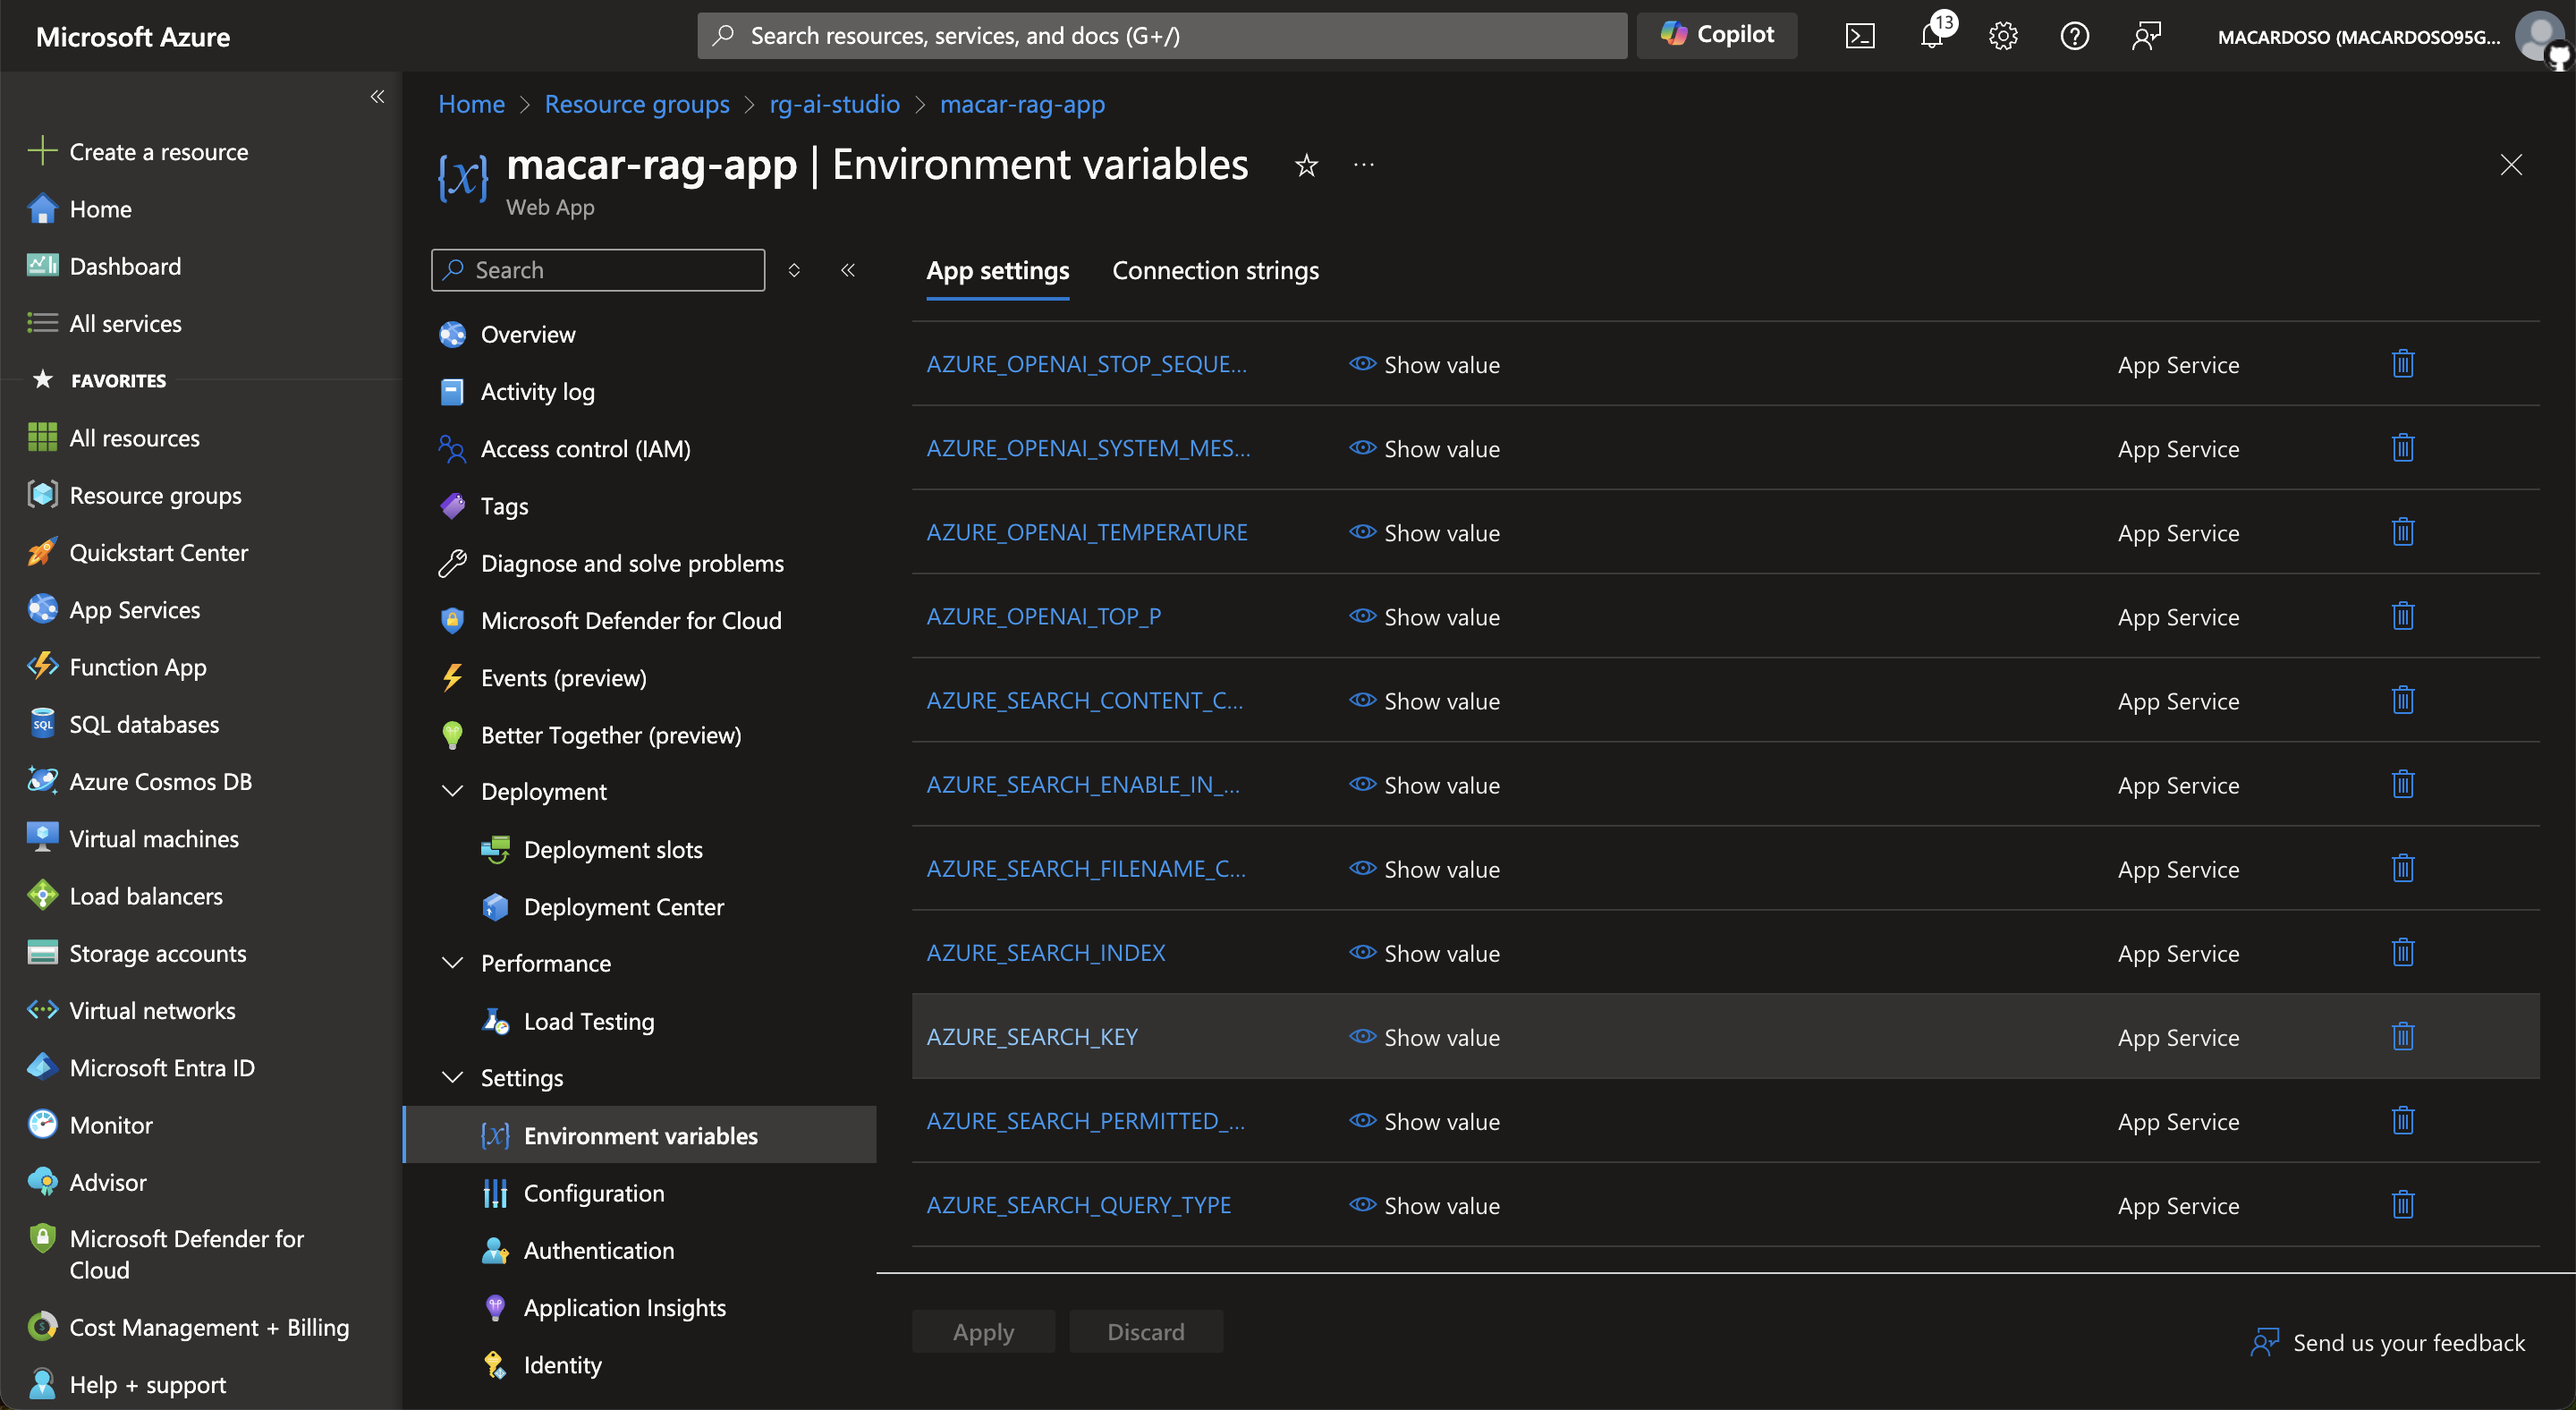 Microsoft Azure
Search resources, services, and docs (G+/)
Copilot
13
MACARDOSO (MACARDOSO95G...
Create a resource
Home
Dashboard
All services
FAVORITES
All resources
Resource groups
Quickstart Center
App Services
Function App
SQL databases
Azure Cosmos DB
Virtual machines
Load balancers
Storage accounts
Virtual networks
Microsoft Entra ID
Monitor
Advisor
Microsoft Defender for
Cloud
Cost Management + Billing
Help + support
Home > Resource groups > rg-ai-studio > macar-rag-app
macar-rag-app | Environment variables
Web App
Search
Overview
Activity log
Access control (IAM)
Tags
Diagnose and solve problems
Microsoft Defender for Cloud
Events (preview)
Better Together (preview)
Deployment
Deployment slots
Deployment Center
Performance
Load Testing
Settings
Environment variables
Configuration
Authentication
Application Insights
Identity
App settings Connection strings
AZURE_OPENAI_STOP_SEQUE... Show value App Service
AZURE_OPENAI_SYSTEM_MES... Show value App Service
AZURE_OPENAI_TEMPERATURE Show value App Service
AZURE_OPENAI_TOP_P Show value App Service
AZURE_SEARCH_CONTENT_C... Show value App Service
AZURE_SEARCH_ENABLE_IN_... Show value App Service
AZURE_SEARCH_FILENAME_C... Show value App Service
AZURE_SEARCH_INDEX Show value App Service
AZURE_SEARCH_KEY Show value App Service
AZURE_SEARCH_PERMITTED_... Show value App Service
AZURE_SEARCH_QUERY_TYPE Show value App Service
Apply Discard
Send us your feedback